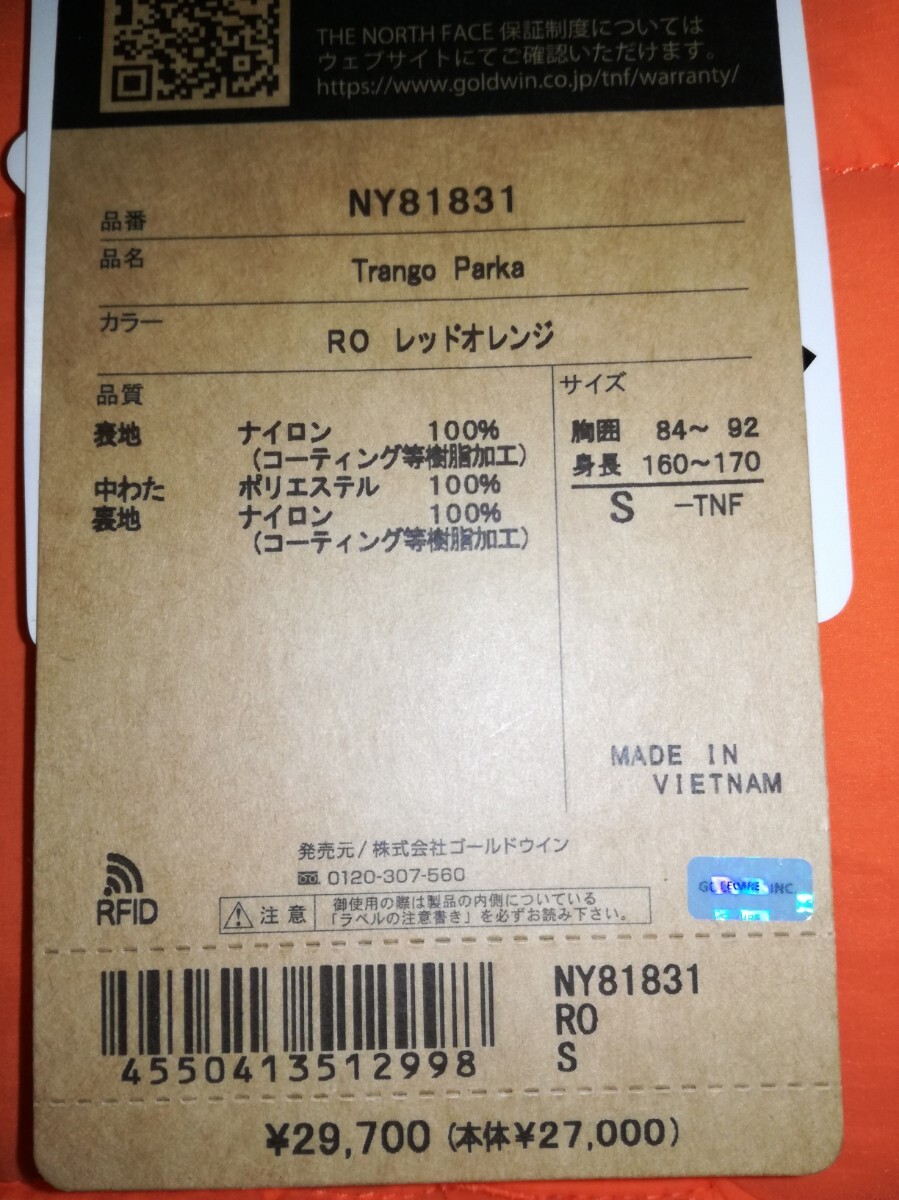 THE NORTH FACE 保証制度については
ウェブサイトにてご確認いただけます。
https://www.goldwin.co.jp/tnf/warranty/
品番 NY81831
品名 Trango Parka
カラー RO レッドオレンジ
品質
表地 ナイロン 100%
(コーティング等樹脂加工)
中わた ポリエステル 100%
裏地 ナイロン 100%
(コーティング等樹脂加工)
サイズ
胸囲 84~ 92
身長 160~170
S -TNF
MADE IN
VIETNAM
発売元/株式会社ゴールドウイン
0120-307-560
RFID
注意
御使用の際は製品の内側についている
「ラベルの注意書き」を必ずお読み下さい。
INC.
4550413512998
NY81831
RO
S
¥29,700(本体¥27,000)